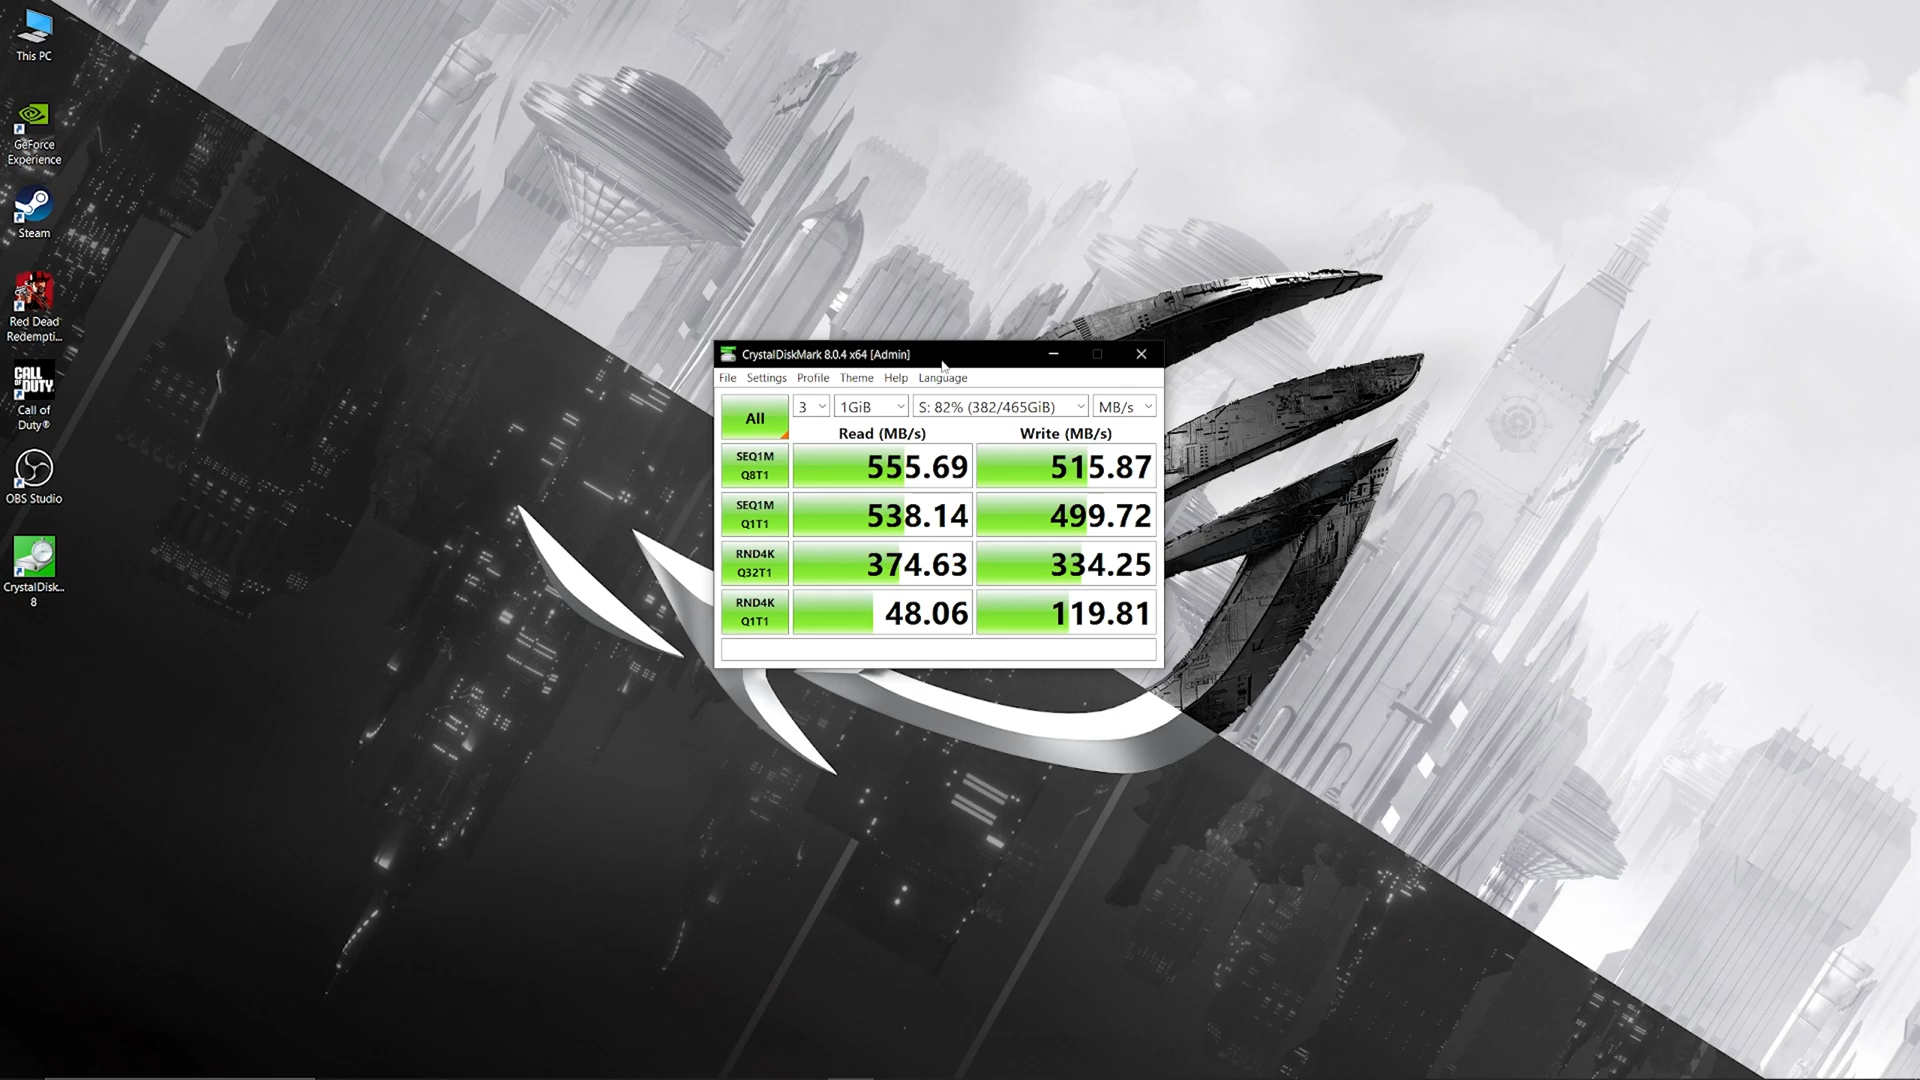 This PC
GeForce
Experience
Steam
Red Dead
Redempti...
CALL OF DUTY
Call of
Duty®
OBS Studio
CrystalDisk...
8
CrystalDiskMark 8.0.4 x64 [Admin]
File Settings Profile Theme Help Language
All 3 1GiB S: 82% (382/465GiB) MB/s
Read (MB/s) Write (MB/s)
SEQ1M
Q8T1
555.69 515.87
SEQ1M
Q1T1
538.14 499.72
RND4K
Q32T1
374.63 334.25
RND4K
Q1T1
48.06 119.81